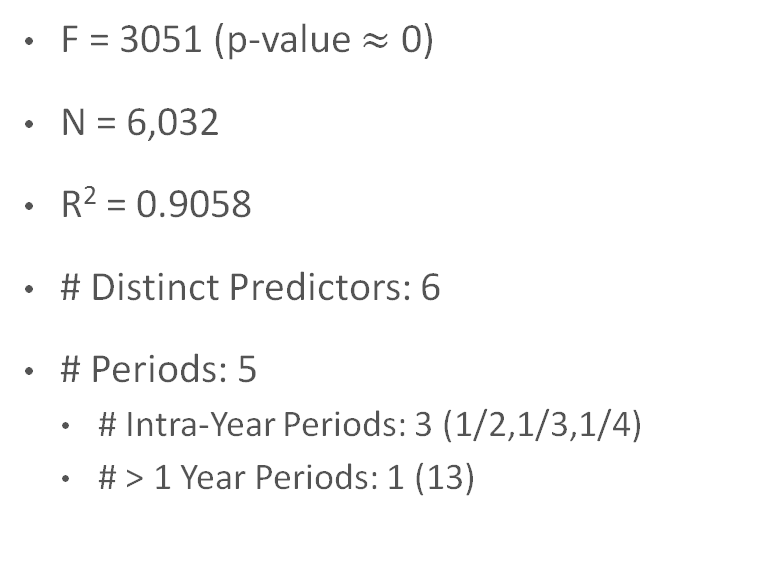 • F = 3051 (p-value ≈ 0)
• N = 6,032
• R² = 0.9058
• # Distinct Predictors: 6
• # Periods: 5
• # Intra-Year Periods: 3 (1/2,1/3,1/4)
• # > 1 Year Periods: 1 (13)